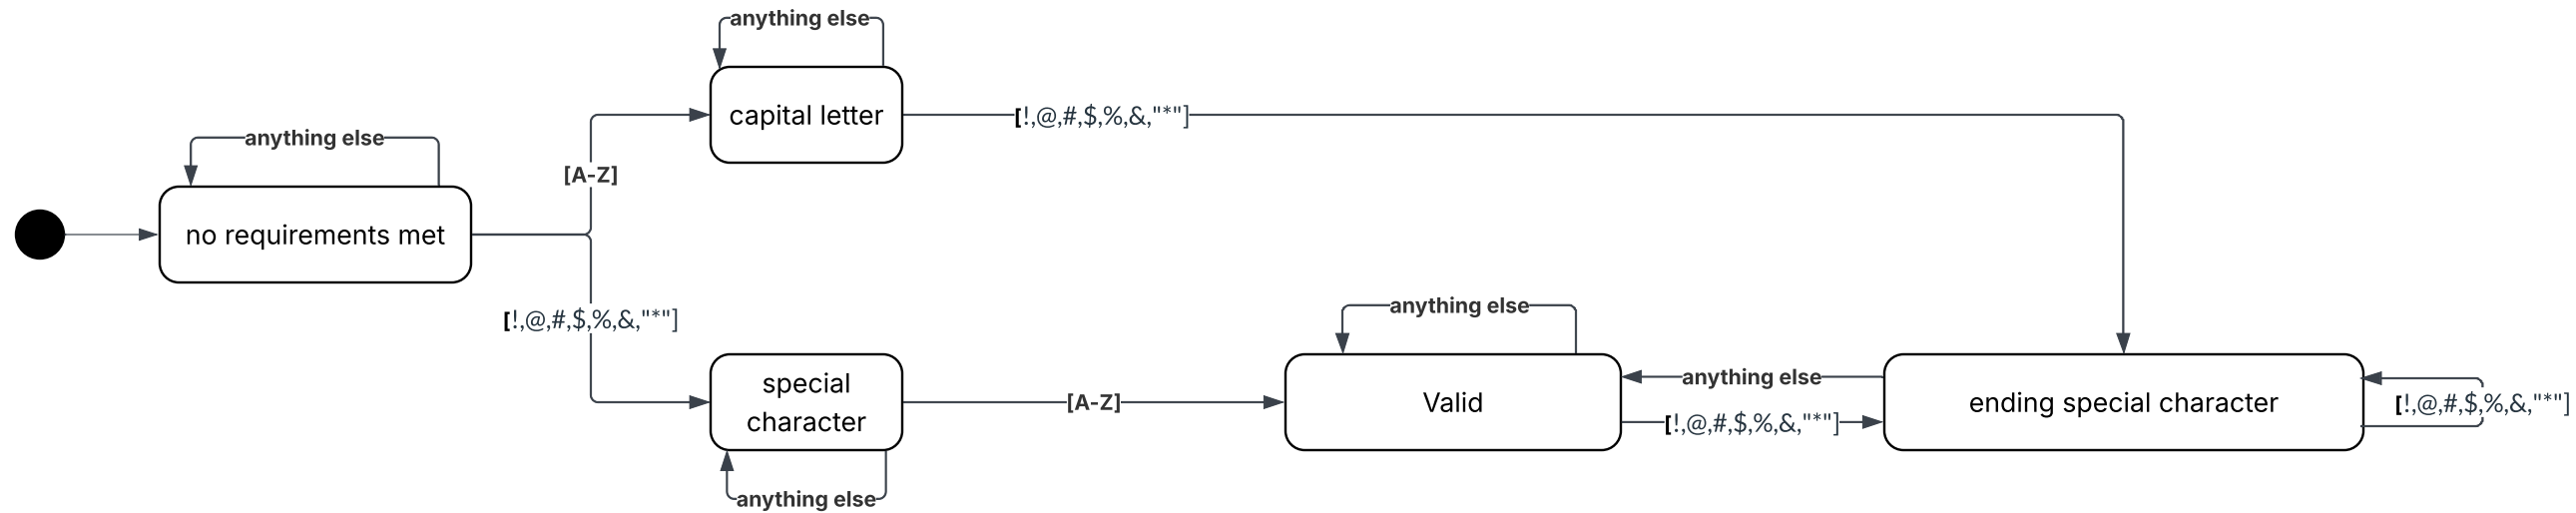 anything else
capital letter
[!,@,#,$,%,&,"*"]
anything else
[A-Z]
no requirements met
[!,@,#,$,%,&,"*"]
anything else
special
character
[A-Z]
Valid
anything else
[!,@,#,$,%,&,"*"]
ending special character
[!,@,#,$,%,&,"*"]
anything else